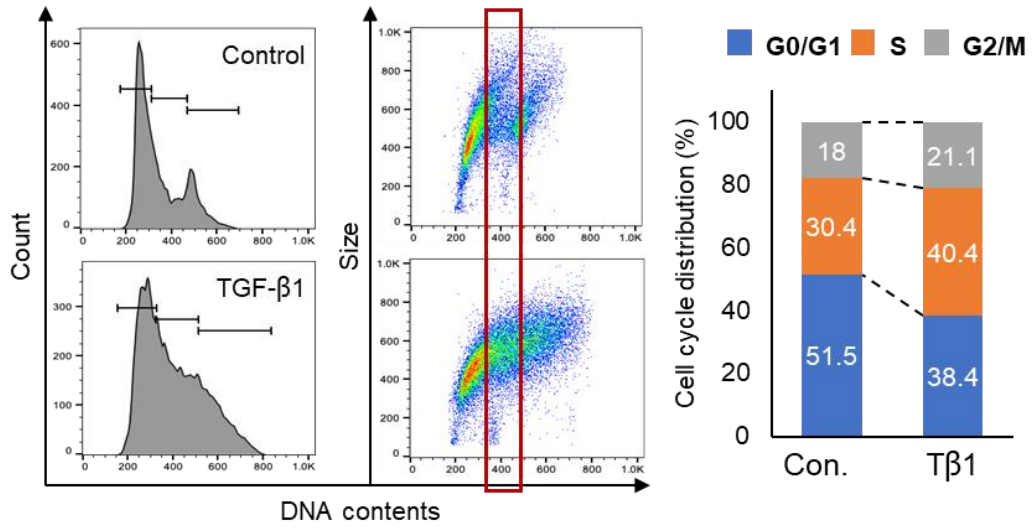 Count
600
400
200
0
Control
0 200 400 600 800 1.0K
300
200
100
0
TGF-β1
0 200 400 600 800 1.0K
Size
1.0K
800
600
400
200
0
0 200 400 600 800 1.0K
1.0K
800
600
400
200
0
0 200 400 600 800 1.0K
DNA contents
G0/G1 S G2/M
Cell cycle distribution (%)
100
80
60
40
20
0
18
30.4
51.5
21.1
40.4
38.4
Con. Tβ1